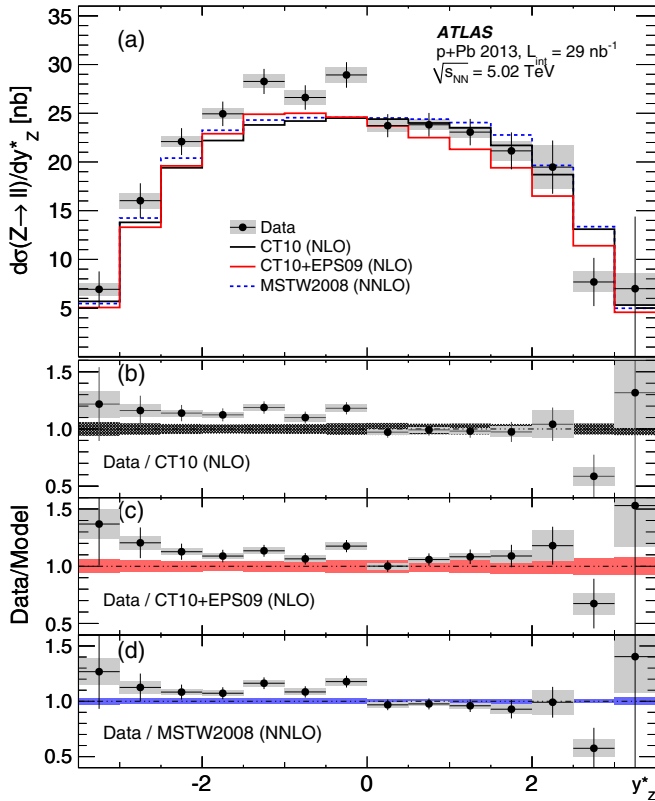 (a)
ATLAS
p+Pb 2013, L_int = 29 nb⁻¹
√s_NN = 5.02 TeV
dσ(Z→ ll)/dy*_Z [nb]
35
30
25
20
15
10
5
Data
CT10 (NLO)
CT10+EPS09 (NLO)
MSTW2008 (NNLO)
Data/Model
(b)
1.5
1.0
0.5
Data / CT10 (NLO)
(c)
1.5
1.0
0.5
Data / CT10+EPS09 (NLO)
(d)
1.5
1.0
0.5
Data / MSTW2008 (NNLO)
-2 0 2 y*_Z